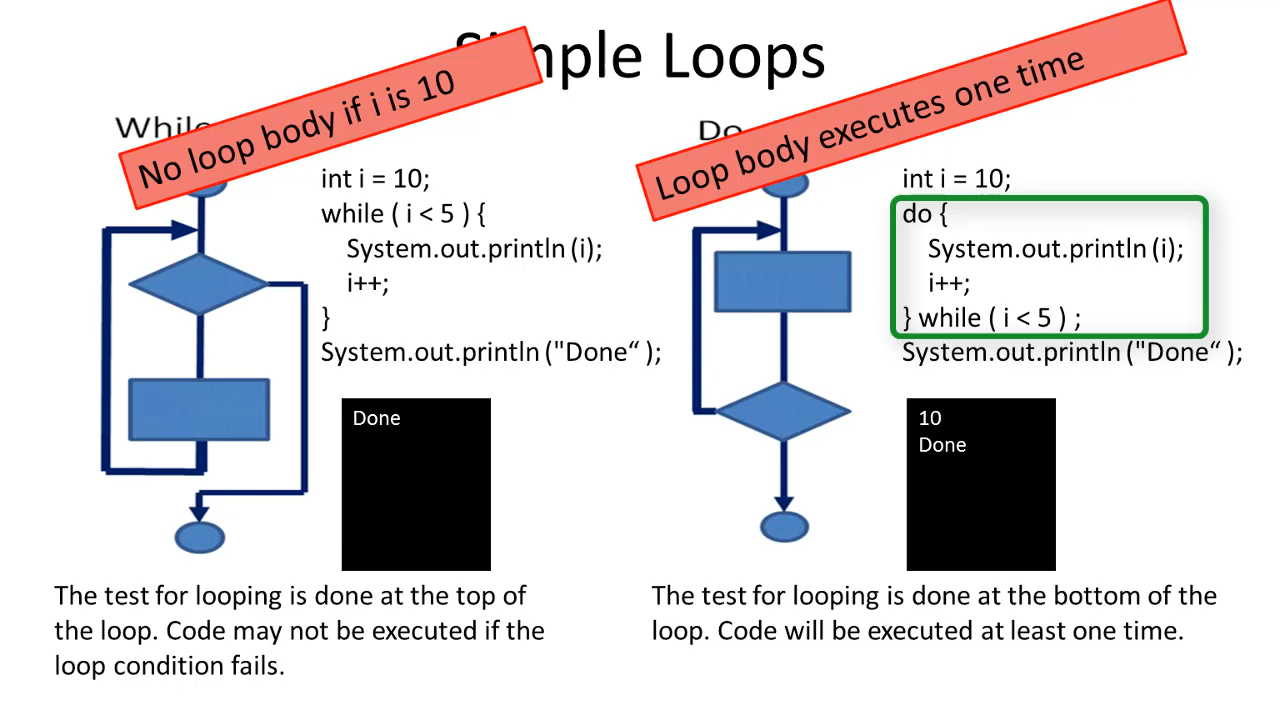 Simple Loops
No loop body if i is 10
Loop body executes one time
While
Do
int i = 10;
while ( i < 5 ) {
System.out.println (i);
i++;
}
System.out.println ("Done“ );
int i = 10;
do {
System.out.println (i);
i++;
} while ( i < 5 ) ;
System.out.println ("Done“ );
Done
10
Done
The test for looping is done at the top of
the loop. Code may not be executed if the
loop condition fails.
The test for looping is done at the bottom of the
loop. Code will be executed at least one time.